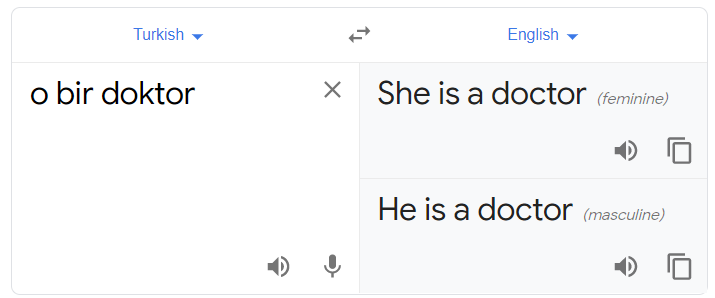 Turkish
English
o bir doktor
She is a doctor (feminine)
He is a doctor (masculine)